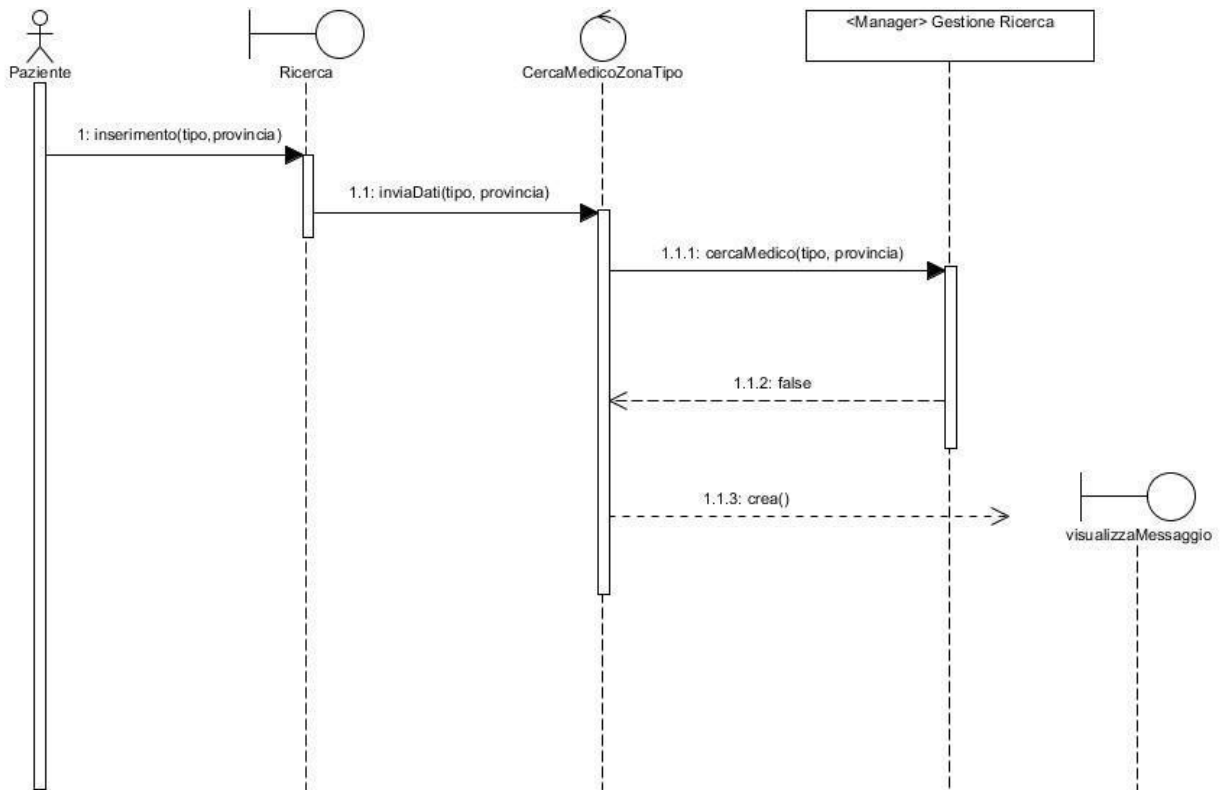 <Manager> Gestione Ricerca
Paziente
Ricerca
CercaMedicoZonaTipo
1: inserimento(tipo,provincia)
1.1: inviaDati(tipo, provincia)
1.1.1: cercaMedico(tipo, provincia)
1.1.2: false
1.1.3: crea()
visualizzaMessaggio